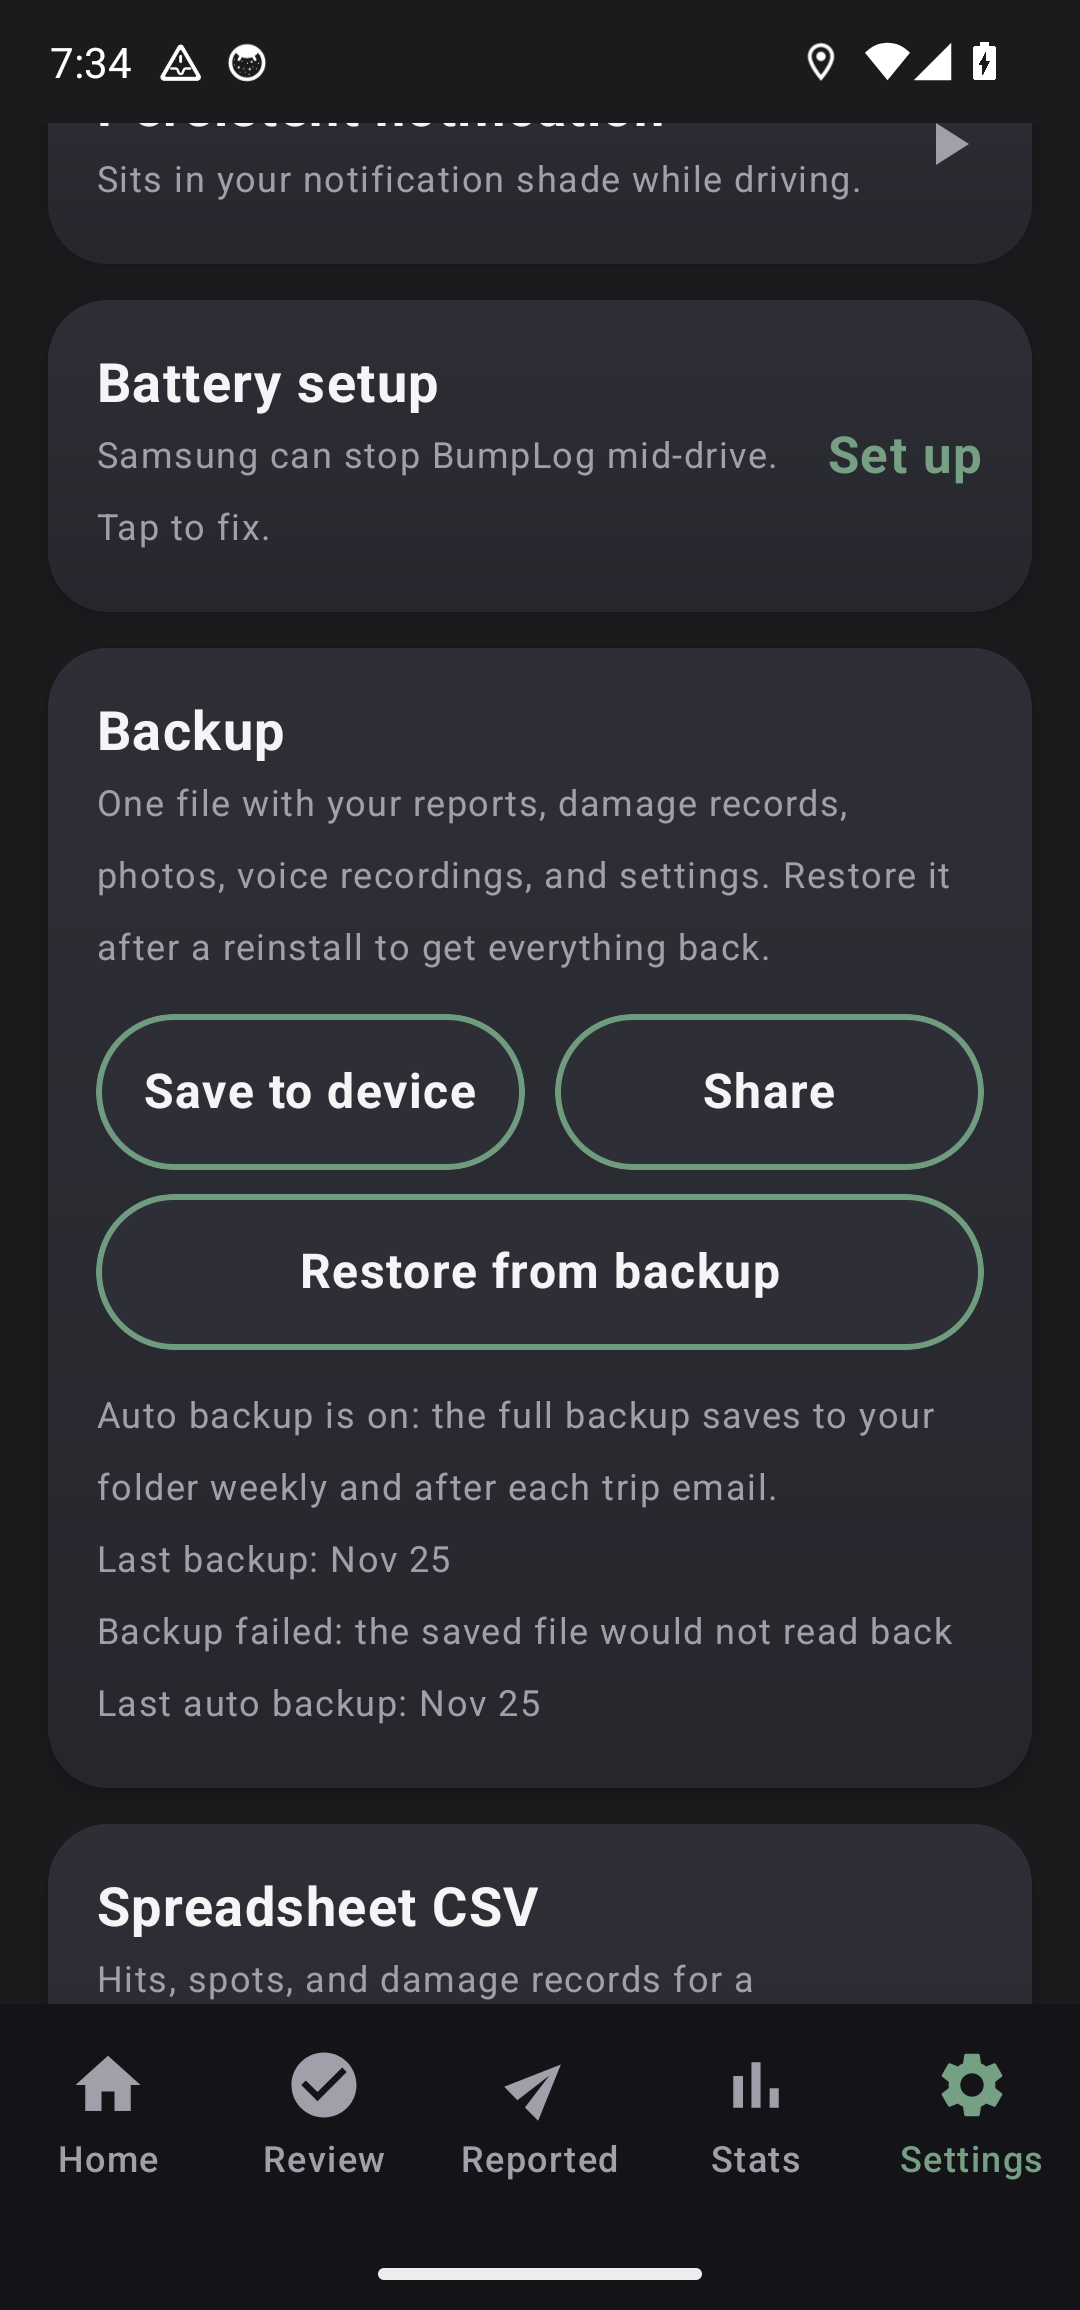 7:34
Persistent notification
Sits in your notification shade while driving.
Battery setup
Samsung can stop BumpLog mid-drive.
Tap to fix.
Set up
Backup
One file with your reports, damage records,
photos, voice recordings, and settings. Restore it
after a reinstall to get everything back.
Save to device
Share
Restore from backup
Auto backup is on: the full backup saves to your
folder weekly and after each trip email.
Last backup: Nov 25
Backup failed: the saved file would not read back
Last auto backup: Nov 25
Spreadsheet CSV
Hits, spots, and damage records for a
Home
Review
Reported
Stats
Settings